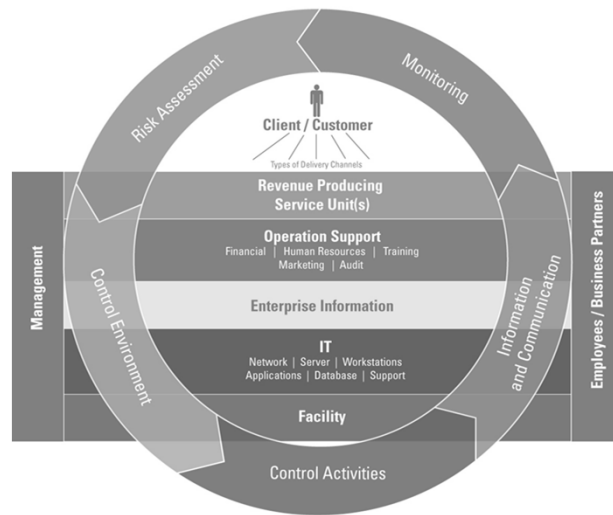 Risk Assessment
Monitoring
Client / Customer
Types of Delivery Channels
Revenue Producing
Service Unit(s)
Operation Support
Financial | Human Resources | Training
Marketing | Audit
Enterprise Information
IT
Network | Server | Workstations
Applications | Database | Support
Facility
Management
Control Environment
Information
and Communication
Employees / Business Partners
Control Activities